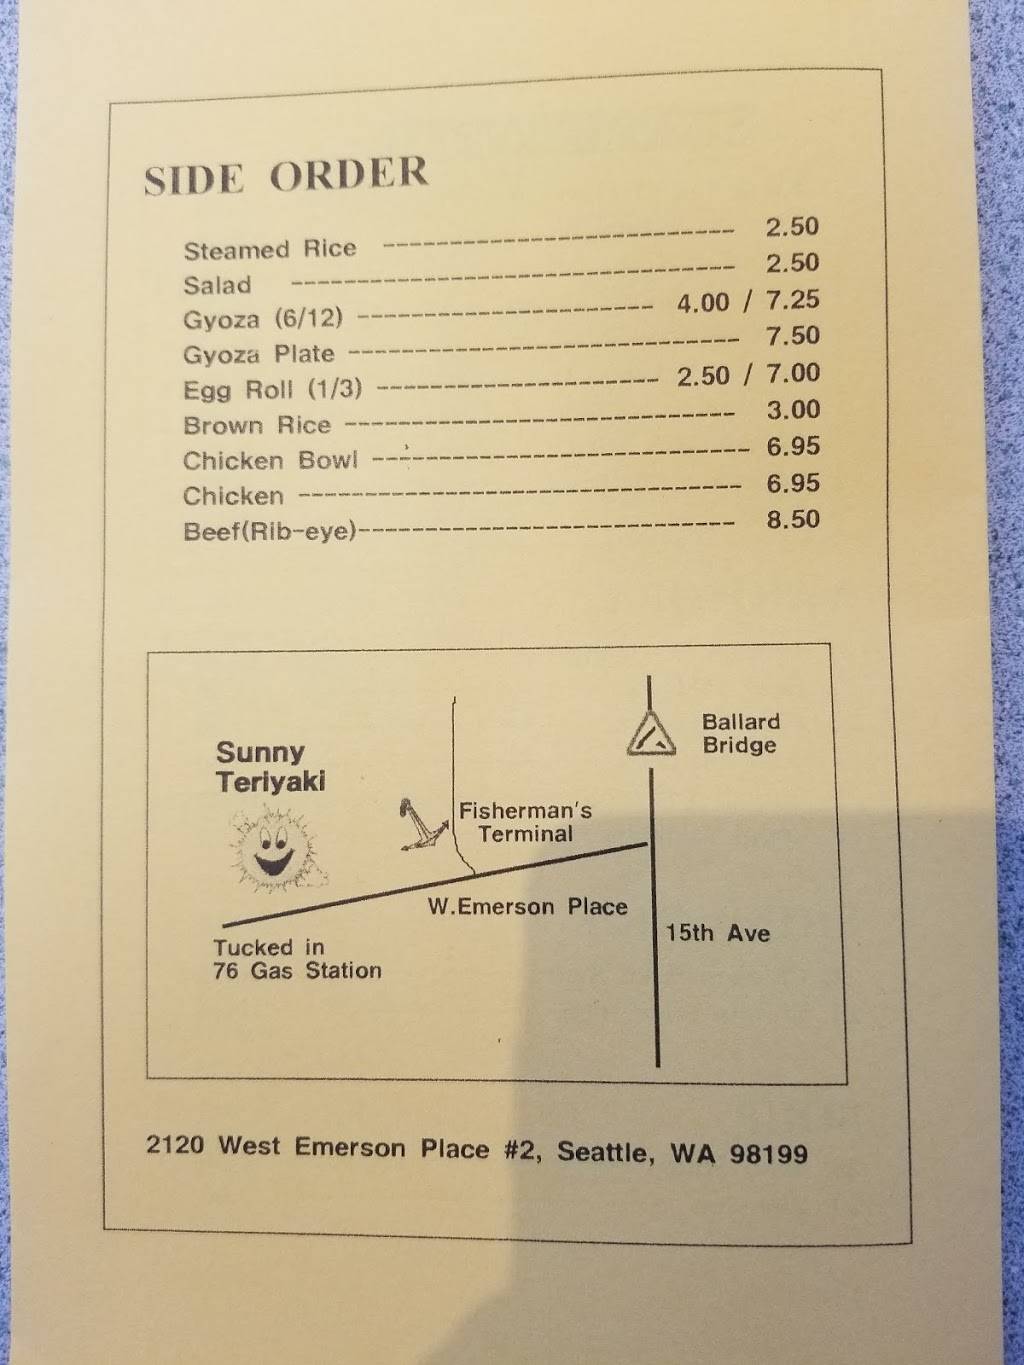 SIDE ORDER
Steamed Rice ---------------------------------- 2.50
Salad ------------------------------------------- 2.50
Gyoza (6/12) ---------------------------- 4.00 / 7.25
Gyoza Plate -------------------------------------- 7.50
Egg Roll (1/3) --------------------------- 2.50 / 7.00
Brown Rice -------------------------------------- 3.00
Chicken Bowl ------------------------------------ 6.95
Chicken ------------------------------------------ 6.95
Beef(Rib-eye)------------------------------------ 8.50
Ballard
Bridge
Sunny
Teriyaki
Fisherman's
Terminal
W.Emerson Place
15th Ave
Tucked in
76 Gas Station
2120 West Emerson Place #2, Seattle, WA 98199